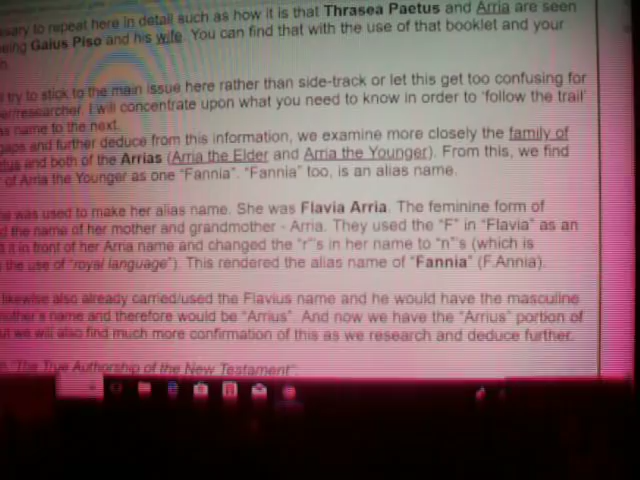 ssary to repeat here in detail such as how it is that Thrasea Paetus and Arria are seen
eing Gaius Piso and his wife. You can find that with the use of that booklet and your
n.
try to stick to the main issue here rather than side-track or let this get too confusing for
er/researcher. I will concentrate upon what you need to know in order to 'follow the trail'
as name to the next.
gaps and further deduce from this information, we examine more closely the family of
etus and both of the Arrias (Arria the Elder and Arria the Younger). From this, we find
of Arria the Younger as one "Fannia". "Fannia" too, is an alias name.
was used to make her alias name. She was Flavia Arria. The feminine form of
d the name of her mother and grandmother - Arria. They used the "F" in "Flavia" as an
it in front of her Arria name and changed the "r"'s in her name to "n"'s (which is
the use of "royal language"). This rendered the alias name of "Fannia" (F.Annia).
likewise also already carried/used the Flavius name and he would have the masculine
mother's name and therefore would be "Arrius". And now we have the "Arrius" portion of
ut we will also find much more confirmation of this as we research and deduce further.
"The True Authorship of the New Testament"